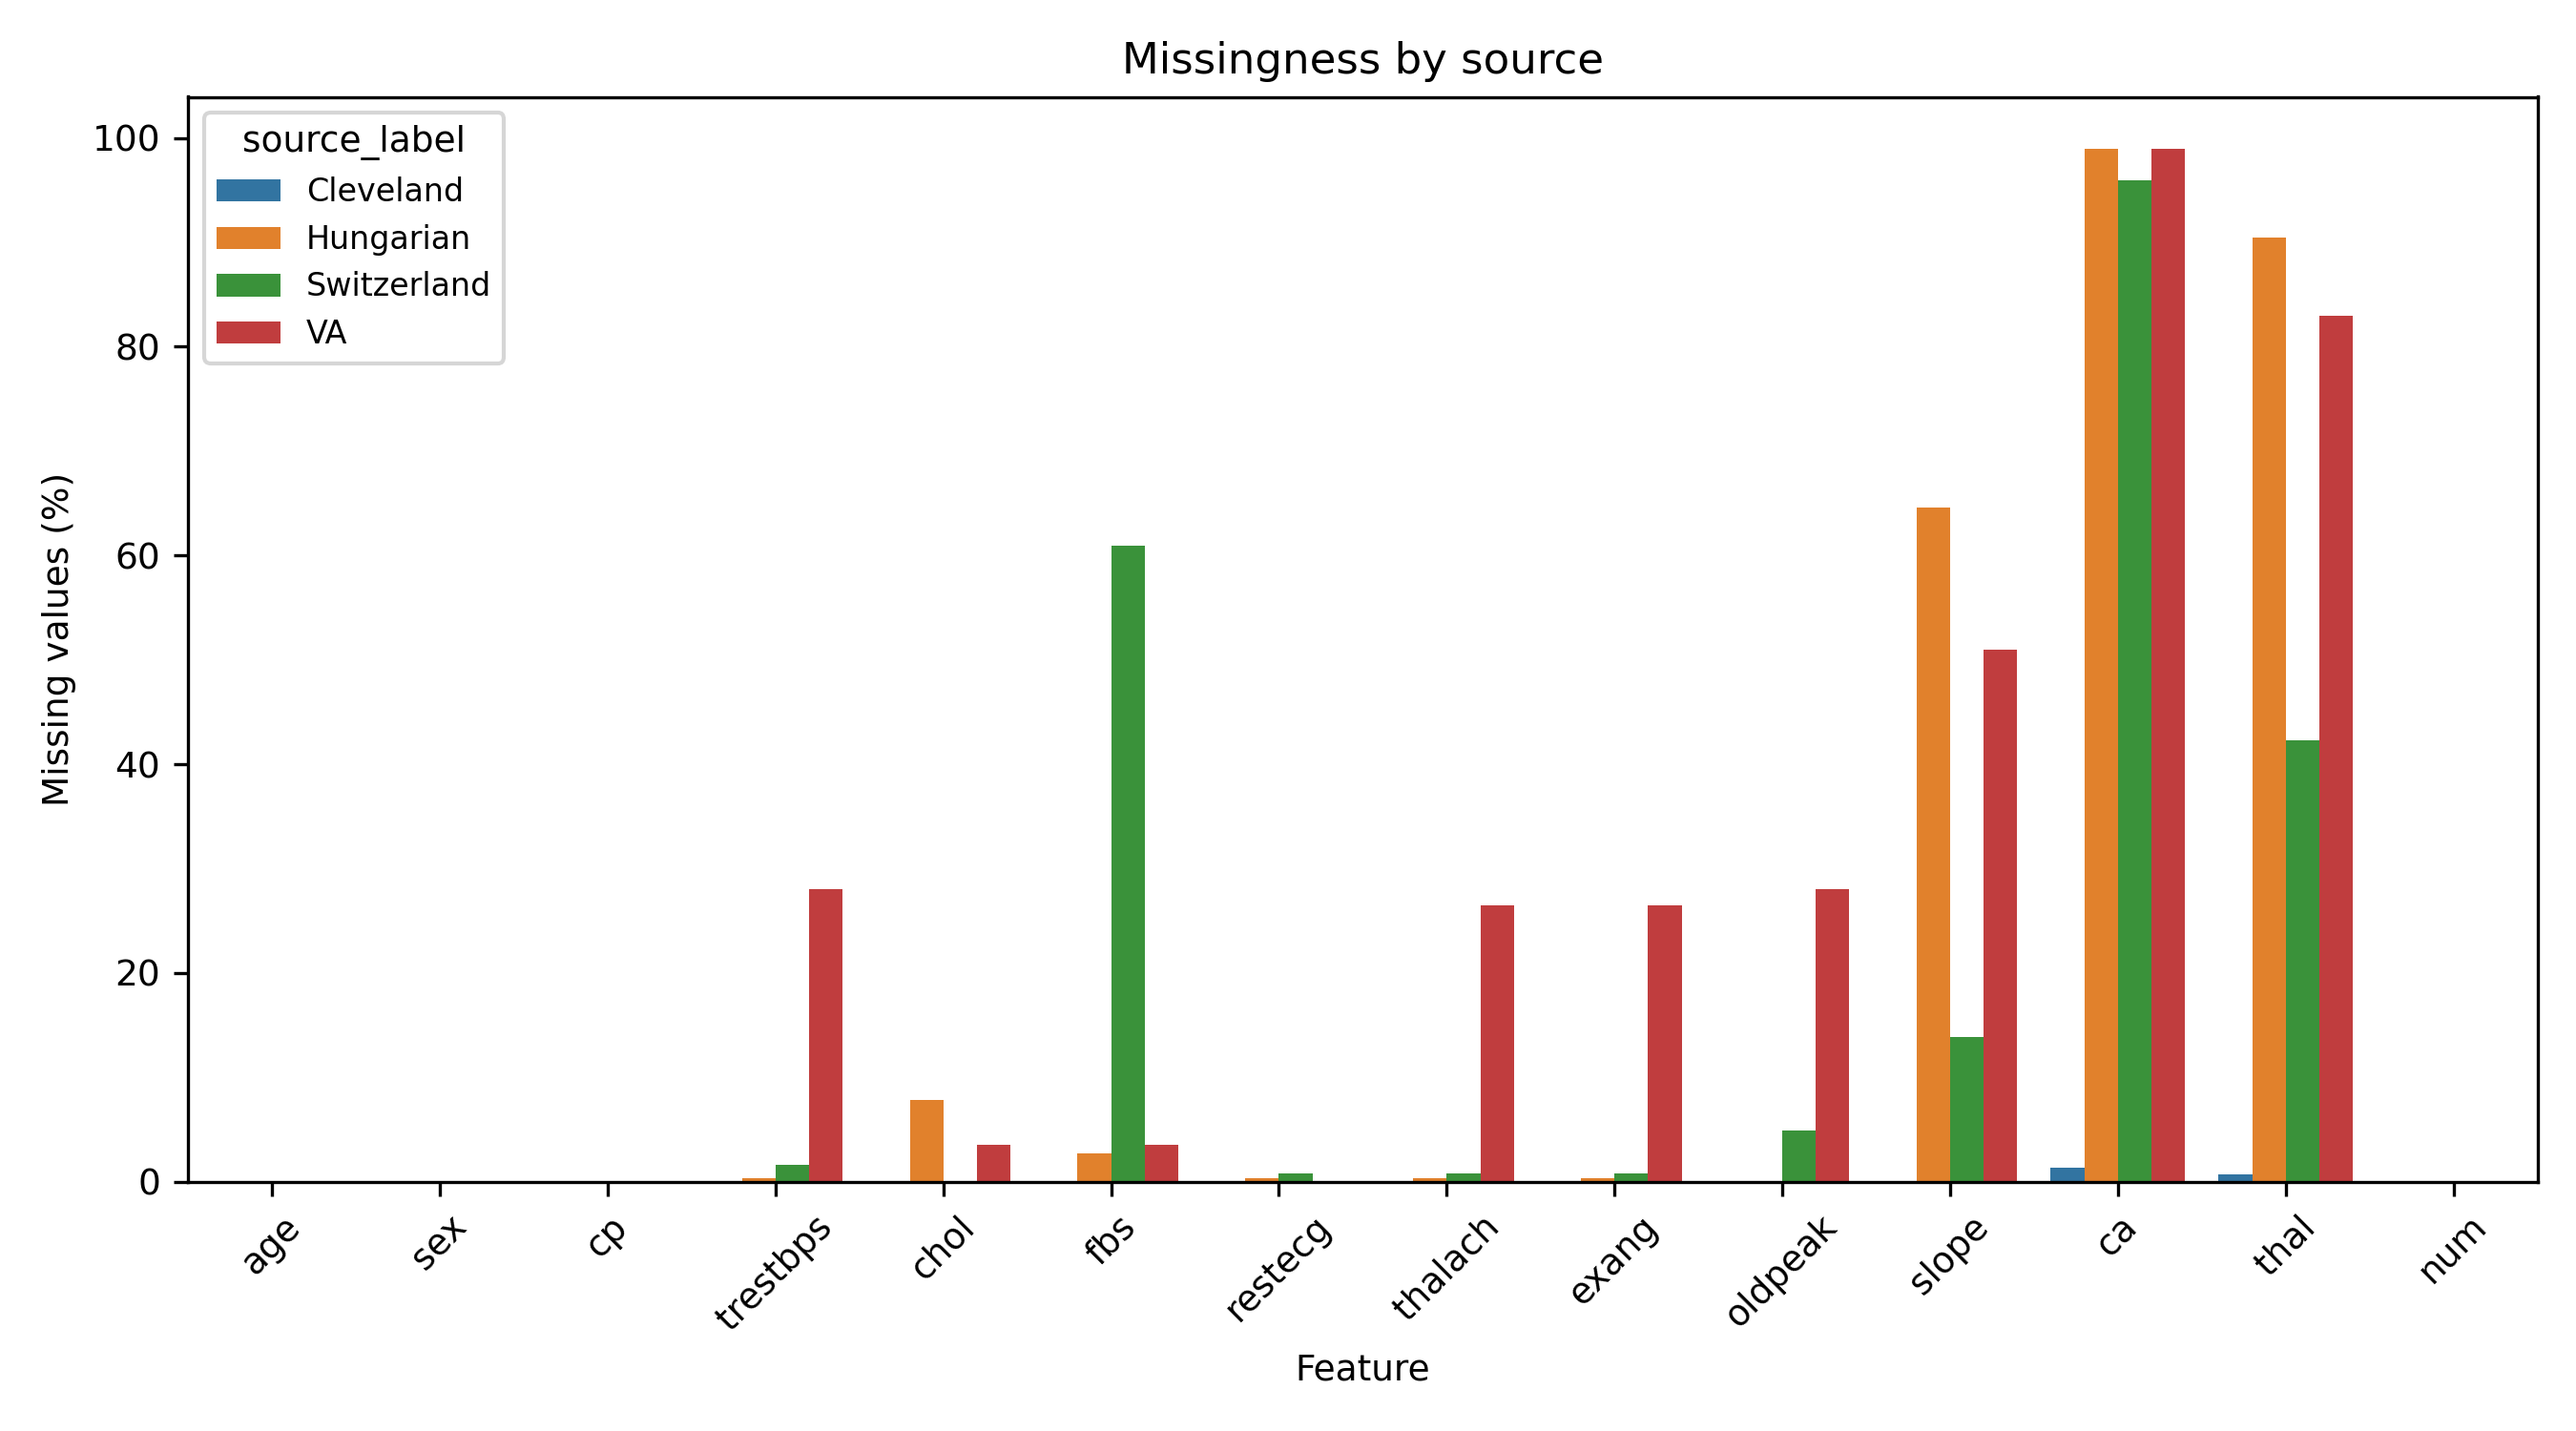 Missingness by source
source_label
Cleveland
Hungarian
Switzerland
VA
Missing values (%)
100
80
60
40
20
0
age
sex
cp
trestbps
chol
fbs
restecg
thalach
exang
oldpeak
slope
ca
thal
num
Feature